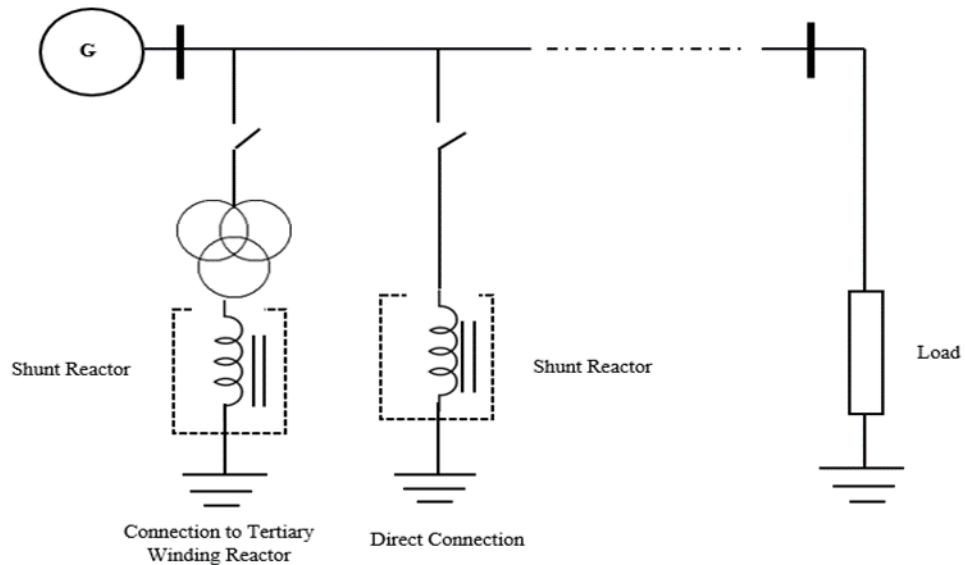 G
Shunt Reactor
Shunt Reactor
Load
Connection to Tertiary
Winding Reactor
Direct Connection